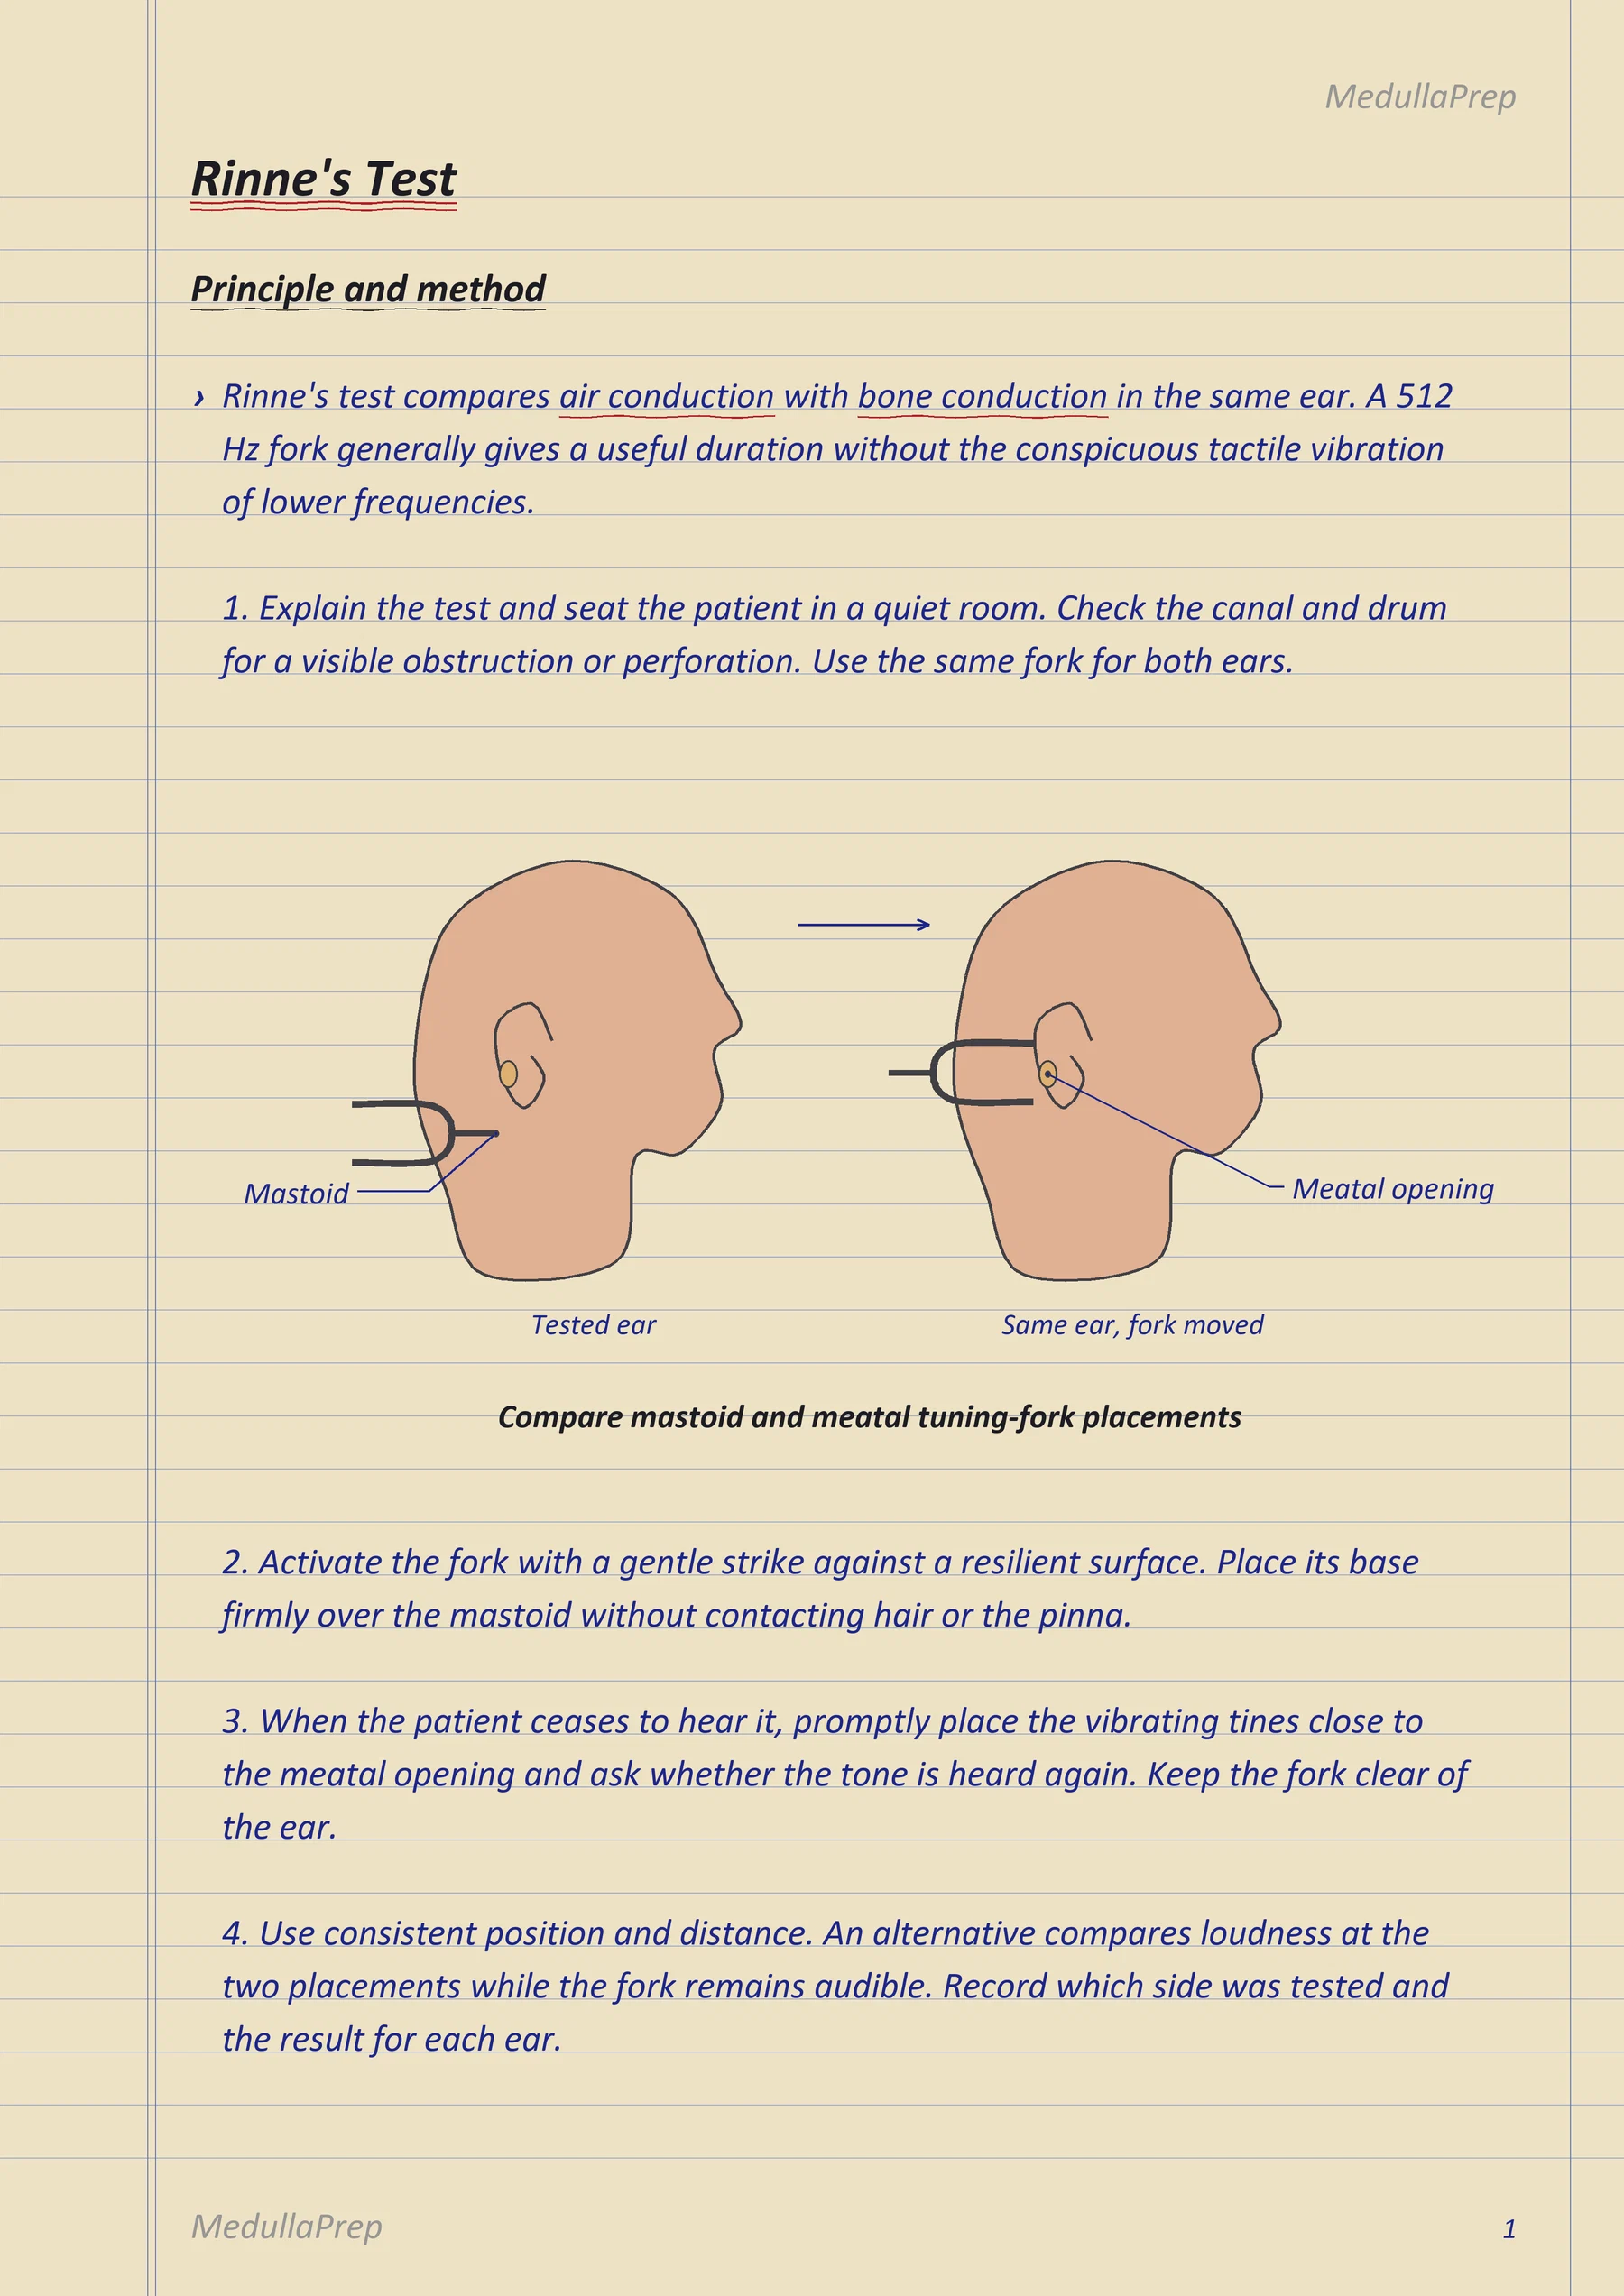 MedullaPrep
Rinne's Test
Principle and method
› Rinne's test compares air conduction with bone conduction in the same ear. A 512
Hz fork generally gives a useful duration without the conspicuous tactile vibration
of lower frequencies.
1. Explain the test and seat the patient in a quiet room. Check the canal and drum
for a visible obstruction or perforation. Use the same fork for both ears.
Mastoid
Meatal opening
Tested ear
Same ear, fork moved
Compare mastoid and meatal tuning-fork placements
2. Activate the fork with a gentle strike against a resilient surface. Place its base
firmly over the mastoid without contacting hair or the pinna.
3. When the patient ceases to hear it, promptly place the vibrating tines close to
the meatal opening and ask whether the tone is heard again. Keep the fork clear of
the ear.
4. Use consistent position and distance. An alternative compares loudness at the
two placements while the fork remains audible. Record which side was tested and
the result for each ear.
MedullaPrep
1